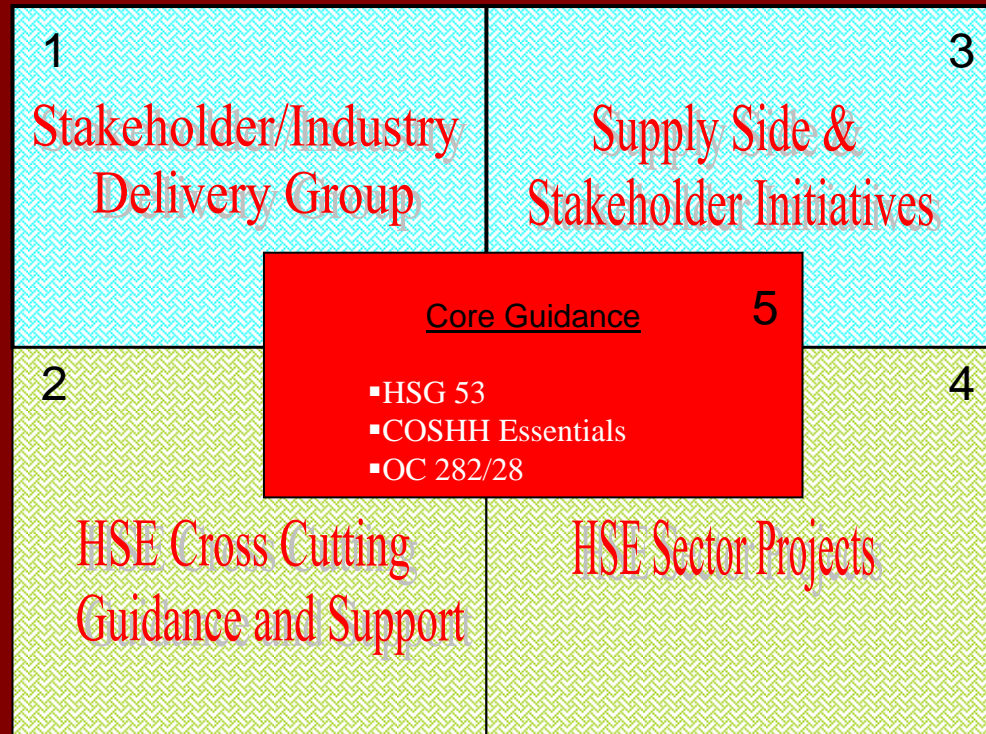 1
Stakeholder/Industry
Delivery Group
3
Supply Side &
Stakeholder Initiatives
5
Core Guidance
▪HSG 53
▪COSHH Essentials
▪OC 282/28
2
HSE Cross Cutting
Guidance and Support
4
HSE Sector Projects